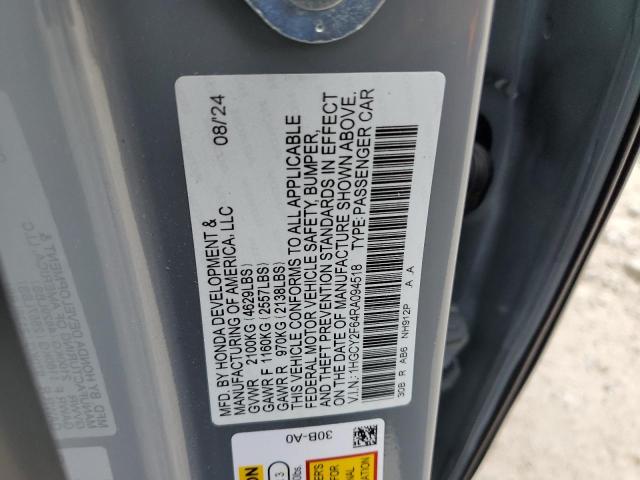 MFD. BY HONDA DEVELOPMENT & 08/'24
MANUFACTURING OF AMERICA, LLC
GVWR 2100KG (4629LBS)
GAWR F 1160KG (2557LBS)
GAWR R 970KG (2138LBS)
THIS VEHICLE CONFORMS TO ALL APPLICABLE
FEDERAL MOTOR VEHICLE SAFETY, BUMPER,
AND THEFT PREVENTION STANDARDS IN EFFECT
ON THE DATE OF MANUFACTURE SHOWN ABOVE.
V.I.N.: 1HGCY2F64RA094518 TYPE: PASSENGER CAR
30B R AB6 NH912P A A
30B-A0
3